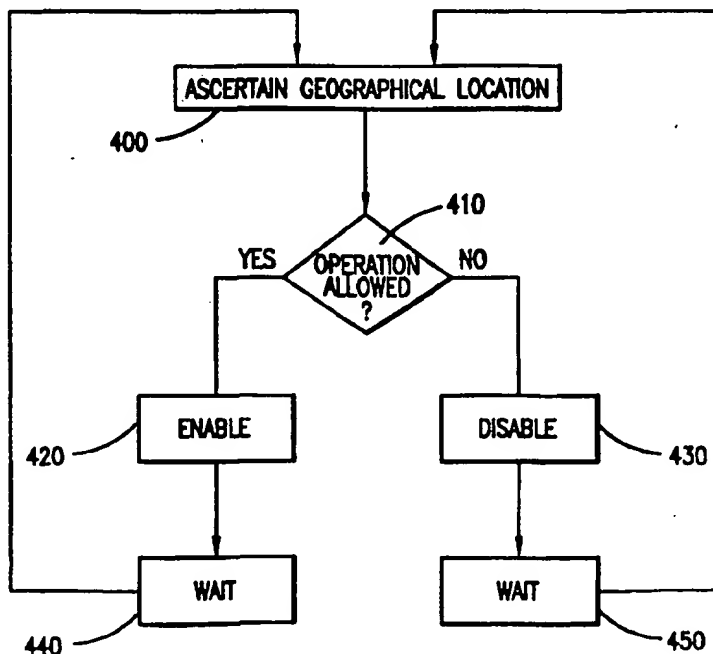 ASCERTAIN GEOGRAPHICAL LOCATION
400
410
YES
OPERATION
ALLOWED
?
NO
ENABLE
420
DISABLE
430
WAIT
440
WAIT
450